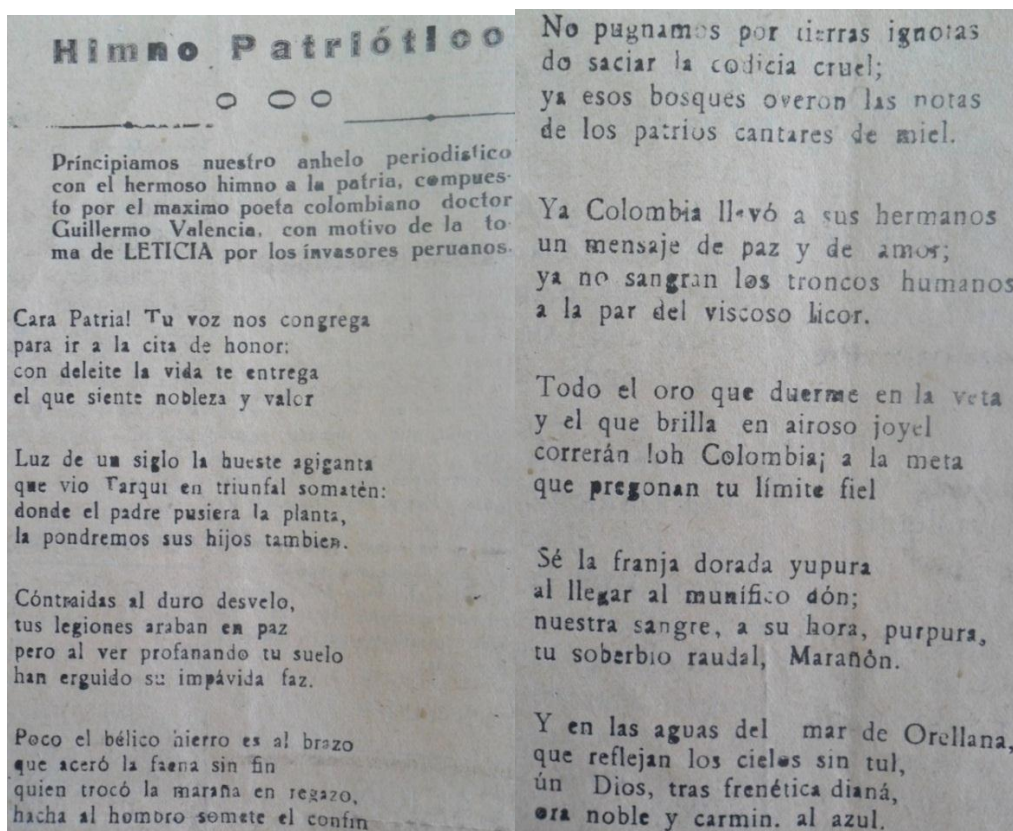 Himno Patriótico
Principiamos nuestro anhelo periodistico
con el hermoso himno a la patria, compues-
to por el maximo poeta colombiano doctor
Guillermo Valencia, con motivo de la to
ma de LETICIA por los invasores peruanos.
Cara Patria! Tu voz nos congrega
para ir a la cita de honor:
con deleite la vida te entrega
el que siente nobleza y valor
Luz de un siglo la hueste agiganta
que vio Tarqui en triunfal somatén:
donde el padre pusiera la planta,
la pondremos sus hijos tambien.
Cóntraidas al duro desvelo,
tus legiones araban en paz
pero al ver profanando tu suelo
han erguido su impávida faz.
Poco el bélico hierro es al brazo
que aceró la faena sin fin
quien trocó la maraña en regazo,
hacha al hombro somete el confin
No pugnamos por tierras ignotas
do saciar la codicia cruel;
ya esos bosques overon las notas
de los patrios cantares de miel.
Ya Colombia llevó a sus hermanos
un mensaje de paz y de amor;
ya no sangran los troncos humanos
a la par del viscoso licor.
Todo el oro que duerme en la veta
y el que brilla en airoso joyel
correrán !oh Colombia¡ a la meta
que pregonan tu límite fiel
Sé la franja dorada yupura
al llegar al munífico dón;
nuestra sangre, a su hora, purpura,
tu soberbio raudal, Marañòn.
Y en las aguas del mar de Orellana,
que reflejan los cielos sin tul,
ún Dios, tras frenética dianá,
ora noble y carmin. al azul.